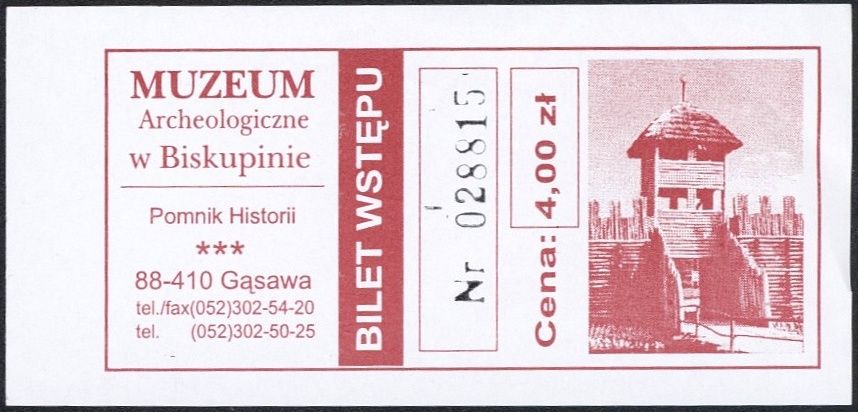 MUZEUM
Archeologiczne
w Biskupinie
Pomnik Historii
***
88-410 Gąsawa
tel./fax(052)302-54-20
tel. (052)302-50-25
BILET WSTĘPU
Nr 028815
Cena: 4,00 zł